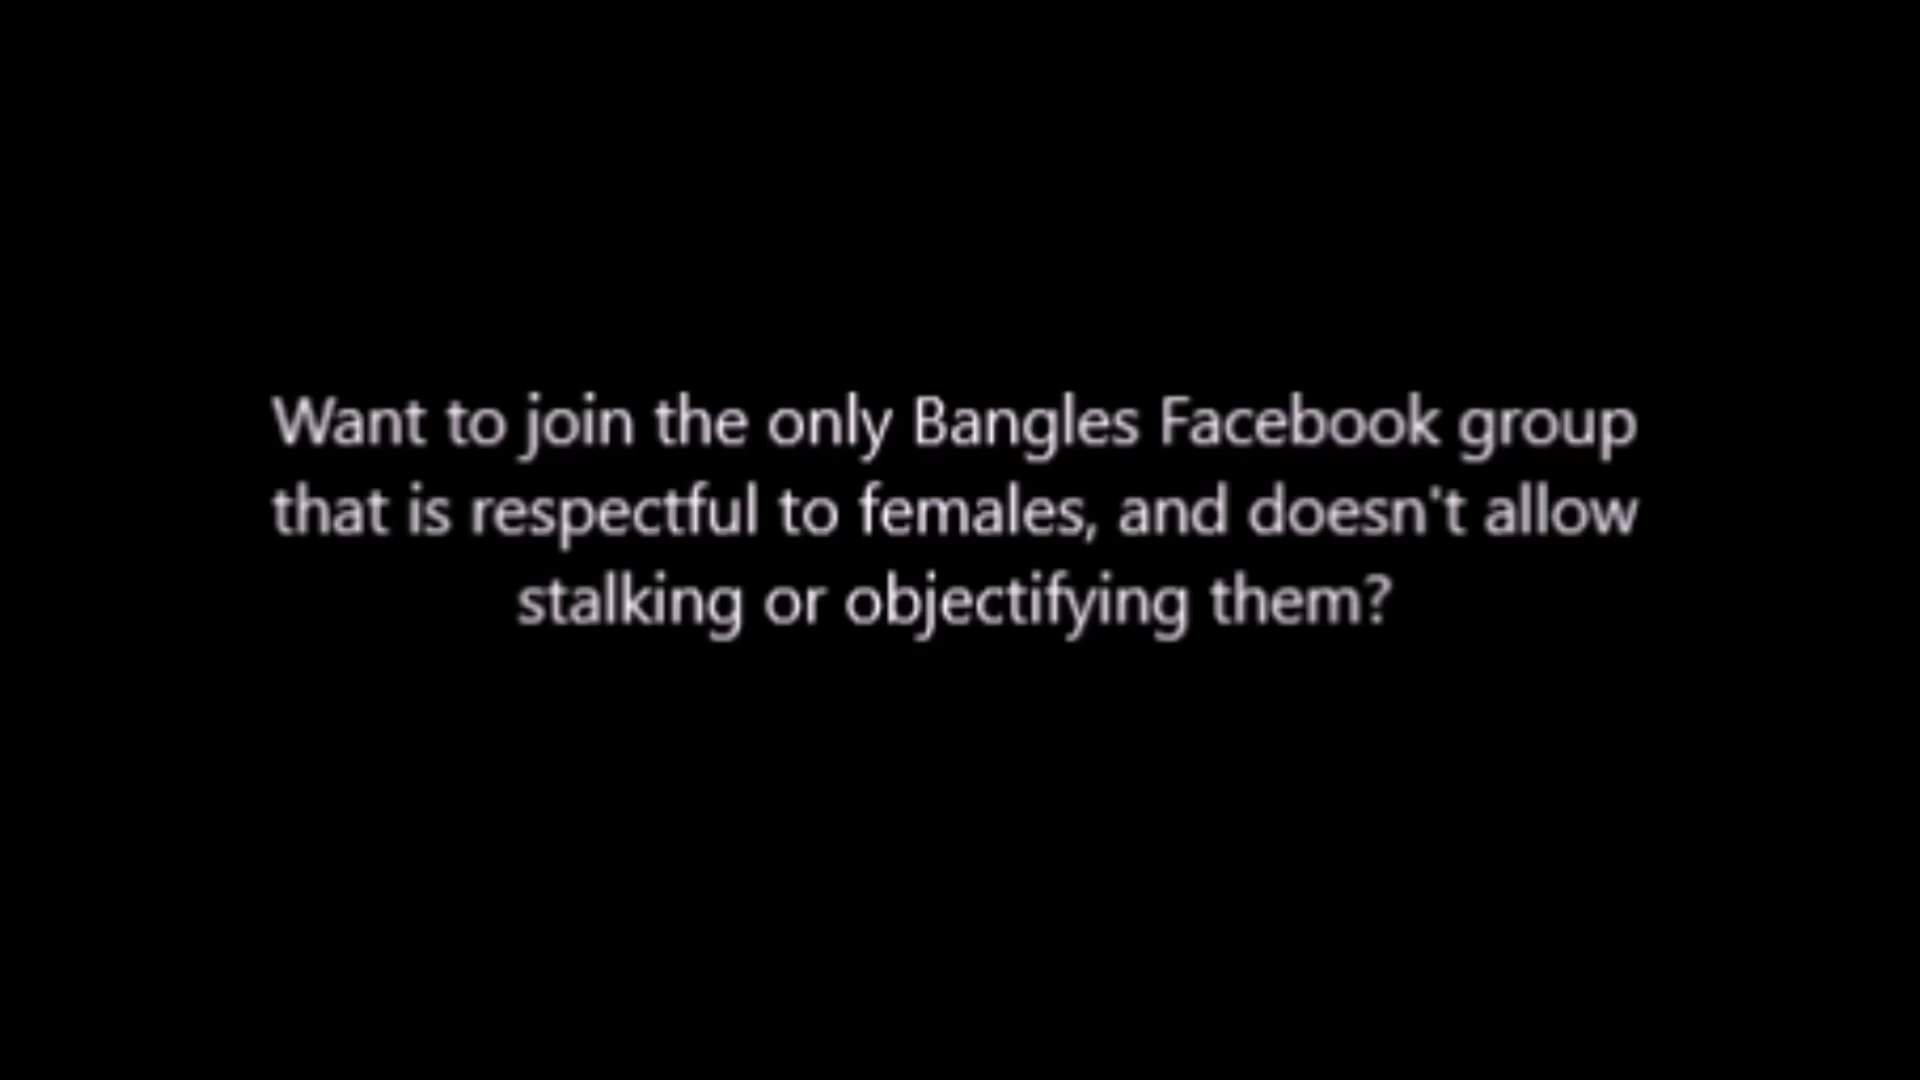 Want to join the only Bangles Facebook group
that is respectful to females, and doesn't allow
stalking or objectifying them?